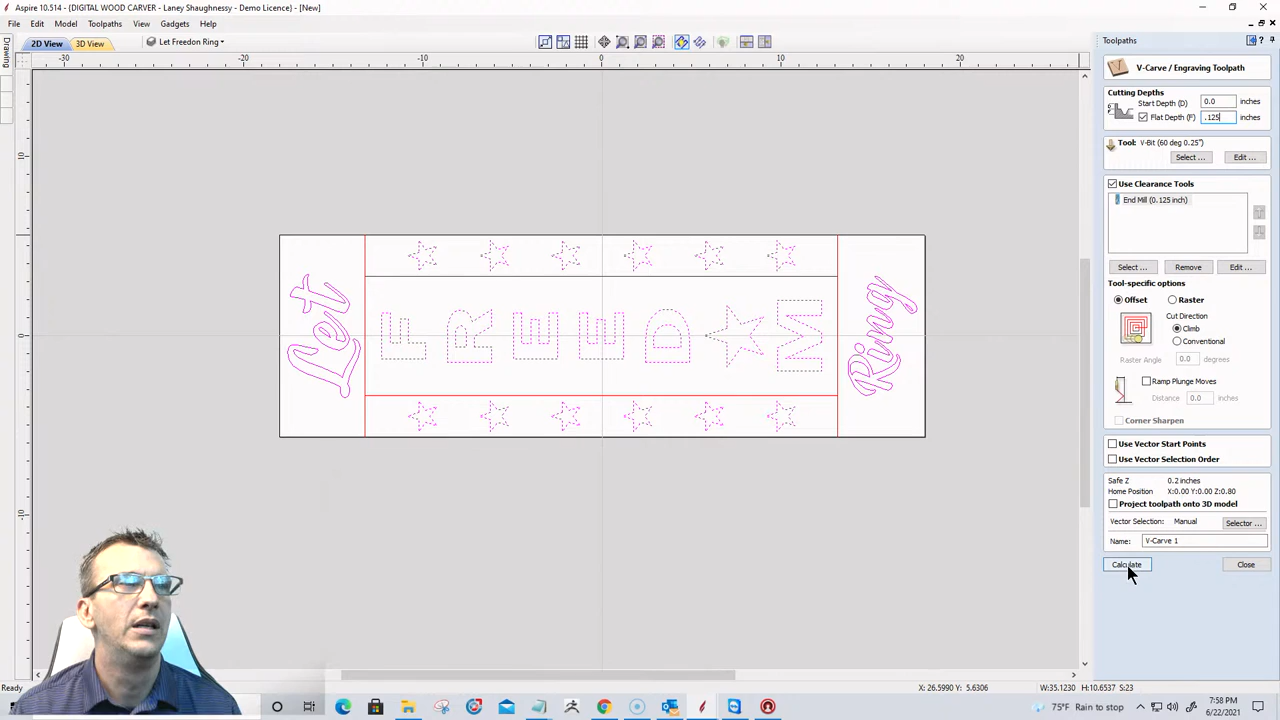 Aspire 10.514 - (DIGITAL WOOD CARVER - Laney Shaughnessy - Demo Licence) - [New]
File Edit Model Toolpaths View Gadgets Help
2D View 3D View Let Freedon Ring
Drawing
-30 -20 -10 0 10 20
10
0
-10
Let
FREED M
Ring
Toolpaths
V-Carve / Engraving Toolpath
Cutting Depths
Start Depth (D) 0.0 inches
Flat Depth (F) .125 inches
Tool: V-Bit (60 deg 0.25")
Select ... Edit ...
Use Clearance Tools
End Mill (0.125 inch)
Select ... Remove Edit ...
Tool-specific options
Offset Raster
Cut Direction
Climb
Conventional
Raster Angle 0.0 degrees
Ramp Plunge Moves
Distance 0.0 inches
Corner Sharpen
Use Vector Start Points
Use Vector Selection Order
Safe Z 0.2 inches
Home Position X:0.00 Y:0.00 Z:0.80
Project toolpath onto 3D model
Vector Selection: Manual Selector ...
Name: V-Carve 1
Calculate Close
Ready
X: 26.5990 Y: 5.6306 W:35.1230 H:10.6537 S:23
75°F Rain to stop
7:58 PM
6/22/2021